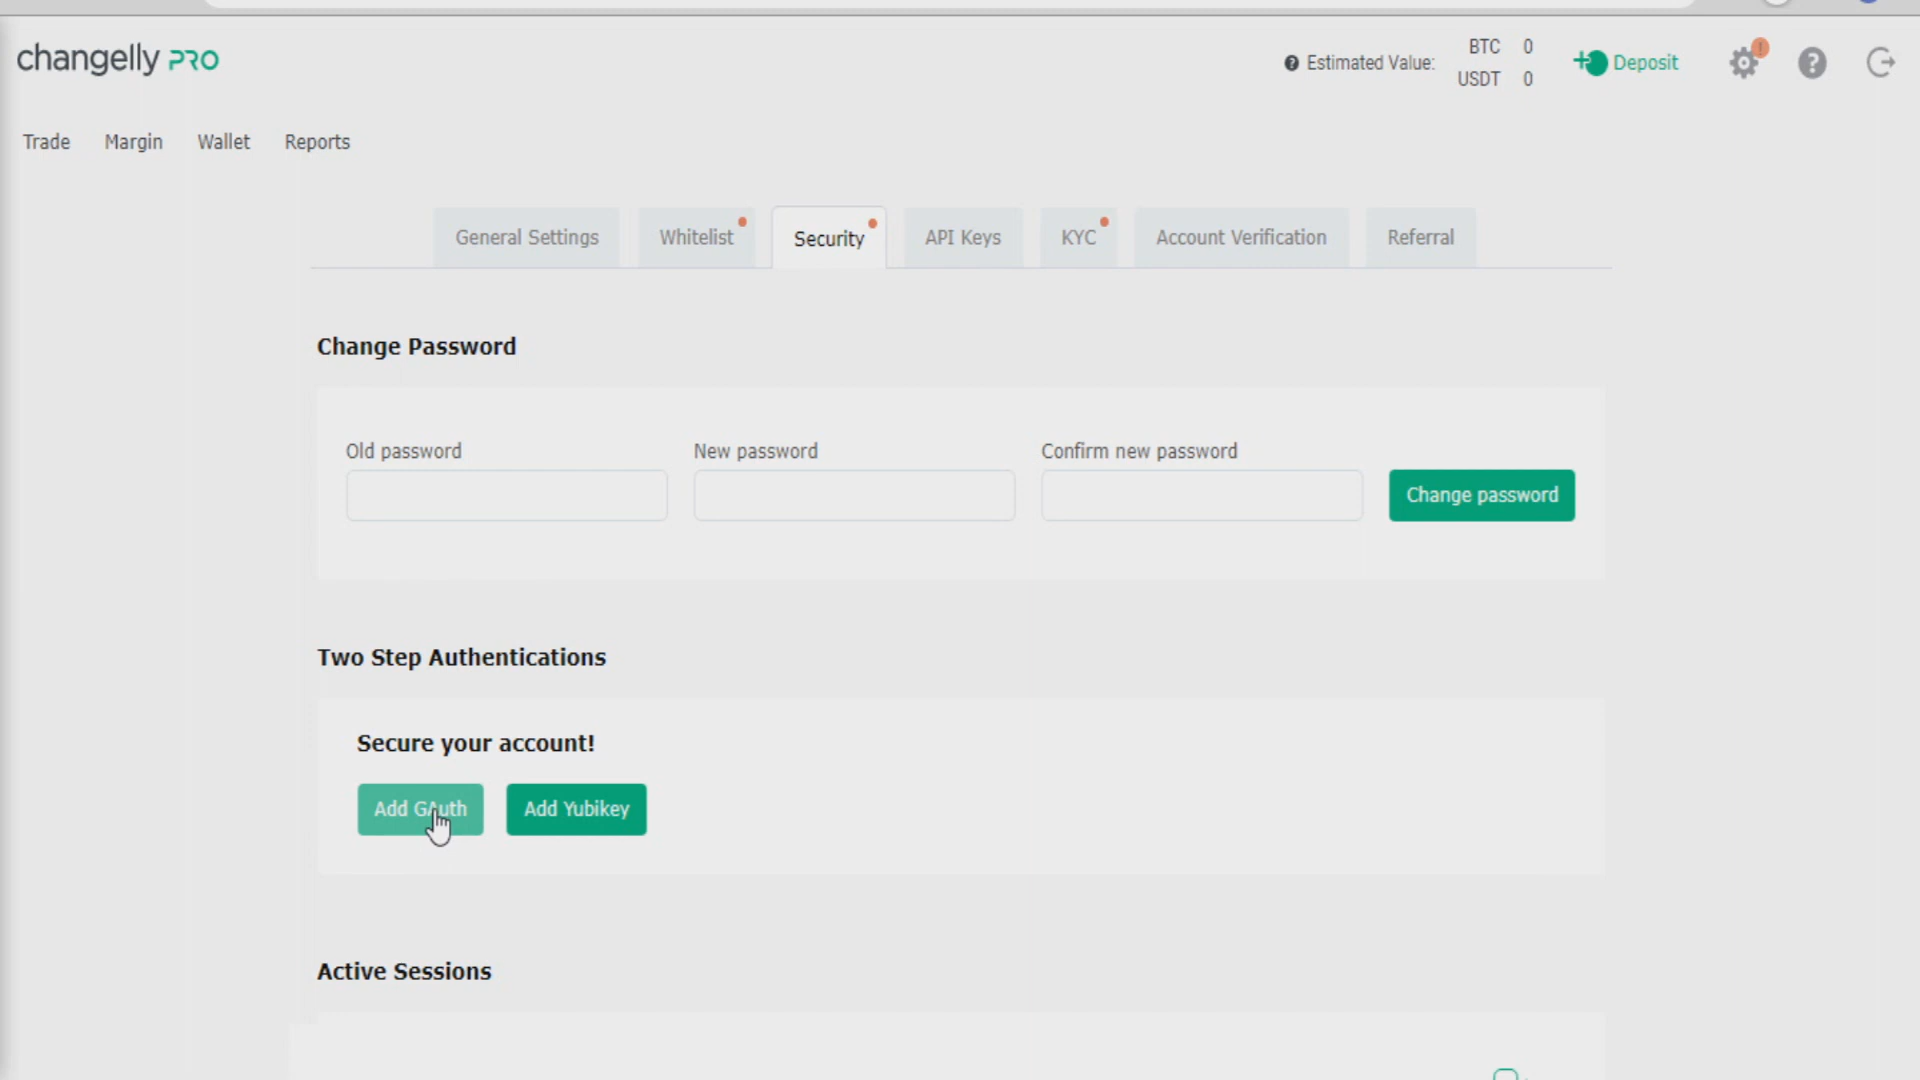 changelly PRO
Estimated Value:
BTC 0
USDT 0
Deposit
Trade Margin Wallet Reports
General Settings Whitelist Security API Keys KYC Account Verification Referral
Change Password
Old password New password Confirm new password
Change password
Two Step Authentications
Secure your account!
Add GAuth Add Yubikey
Active Sessions